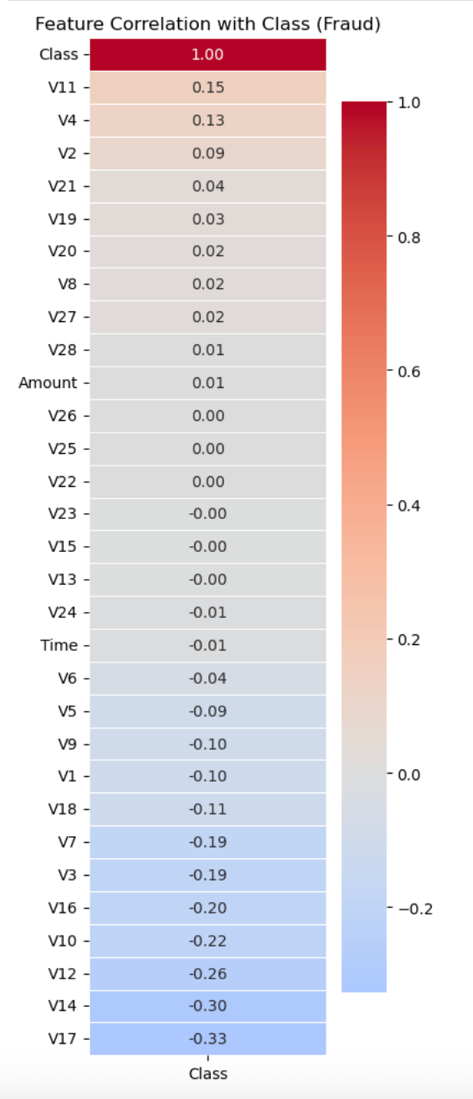 Feature Correlation with Class (Fraud)
Class 1.00
V11 0.15
V4 0.13
V2 0.09
V21 0.04
V19 0.03
V20 0.02
V8 0.02
V27 0.02
V28 0.01
Amount 0.01
V26 0.00
V25 0.00
V22 0.00
V23 -0.00
V15 -0.00
V13 -0.00
V24 -0.01
Time -0.01
V6 -0.04
V5 -0.09
V9 -0.10
V1 -0.10
V18 -0.11
V7 -0.19
V3 -0.19
V16 -0.20
V10 -0.22
V12 -0.26
V14 -0.30
V17 -0.33
Class
1.0
0.8
0.6
0.4
0.2
0.0
−0.2